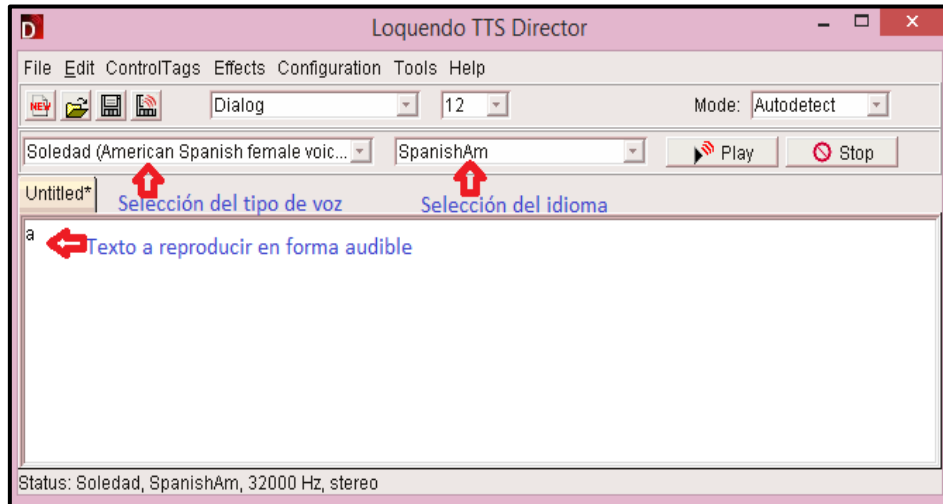 D Loquendo TTS Director
File Edit ControlTags Effects Configuration Tools Help
NEW Dialog 12 Mode: Autodetect
Soledad (American Spanish female voic... SpanishAm Play Stop
Untitled*
Selección del tipo de voz Selección del idioma
a
Texto a reproducir en forma audible
Status: Soledad, SpanishAm, 32000 Hz, stereo